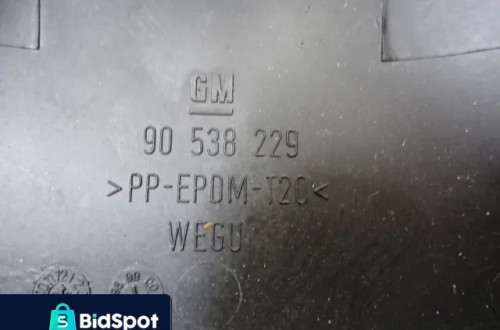 GM
90 538 229
>PP-EPDM-T20<
WEGU
BidSpot